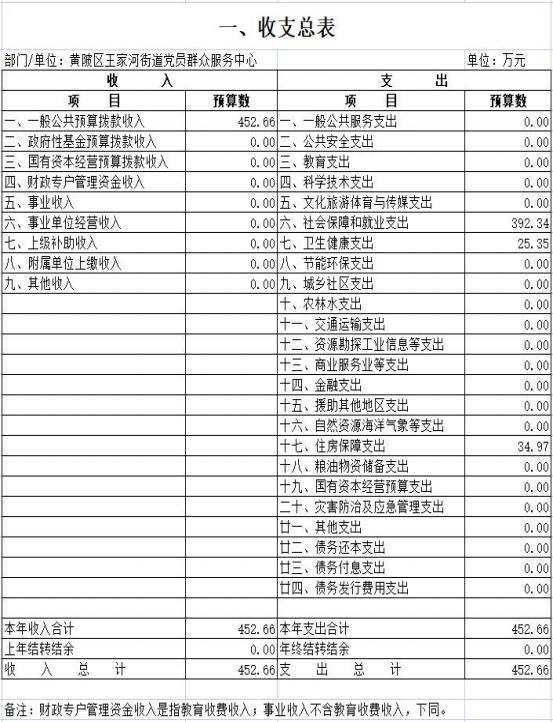 一、收支总表
部门/单位：黄陂区王家河街道党员群众服务中心 单位：万元
收 入 支 出
项 目 预算数 项 目 预算数
一、一般公共预算拨款收入 452.66 一、一般公共服务支出 0.00
二、政府性基金预算拨款收入 0.00 二、公共安全支出 0.00
三、国有资本经营预算拨款收入 0.00 三、教育支出 0.00
四、财政专户管理资金收入 0.00 四、科学技术支出 0.00
五、事业收入 0.00 五、文化旅游体育与传媒支出 0.00
六、事业单位经营收入 0.00 六、社会保障和就业支出 392.34
七、上级补助收入 0.00 七、卫生健康支出 25.35
八、附属单位上缴收入 0.00 八、节能环保支出 0.00
九、其他收入 0.00 九、城乡社区支出 0.00
十、农林水支出 0.00
十一、交通运输支出 0.00
十二、资源勘探工业信息等支出 0.00
十三、商业服务业等支出 0.00
十四、金融支出 0.00
十五、援助其他地区支出 0.00
十六、自然资源海洋气象等支出 0.00
十七、住房保障支出 34.97
十八、粮油物资储备支出 0.00
十九、国有资本经营预算支出 0.00
二十、灾害防治及应急管理支出 0.00
廿一、其他支出 0.00
廿二、债务还本支出 0.00
廿三、债务付息支出 0.00
廿四、债务发行费用支出 0.00
本年收入合计 452.66 本年支出合计 452.66
上年结转结余 0.00 年终结转结余 0.00
收 入 总 计 452.66 支 出 总 计 452.66
备注：财政专户管理资金收入是指教育收费收入；事业收入不含教育收费收入，下同。